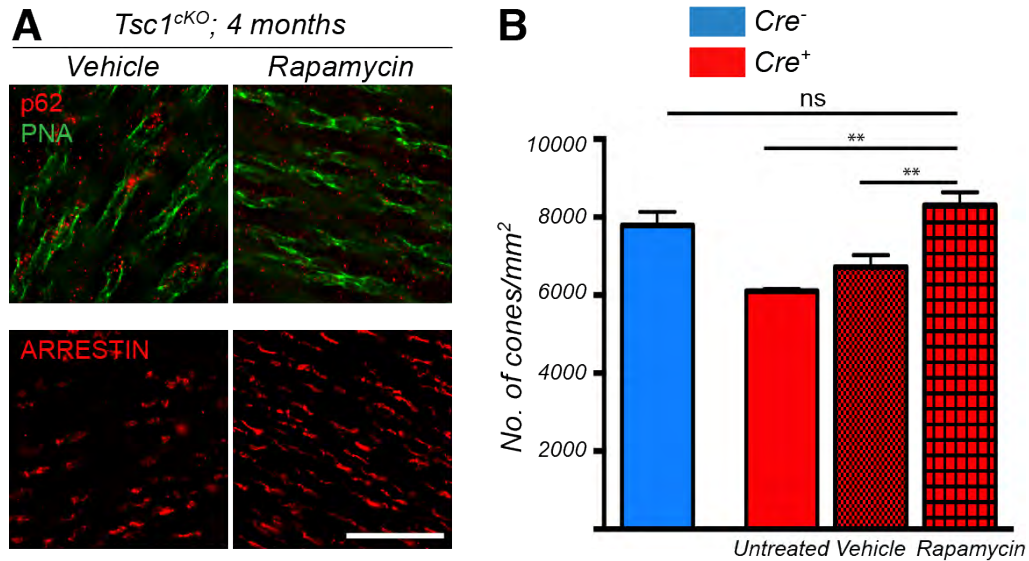 A
Tsc1cKO; 4 months
Vehicle
Rapamycin
p62
PNA
ARRESTIN
B
Cre-
Cre+
ns
**
**
10000
8000
6000
4000
2000
No. of cones/mm2
Untreated Vehicle Rapamycin